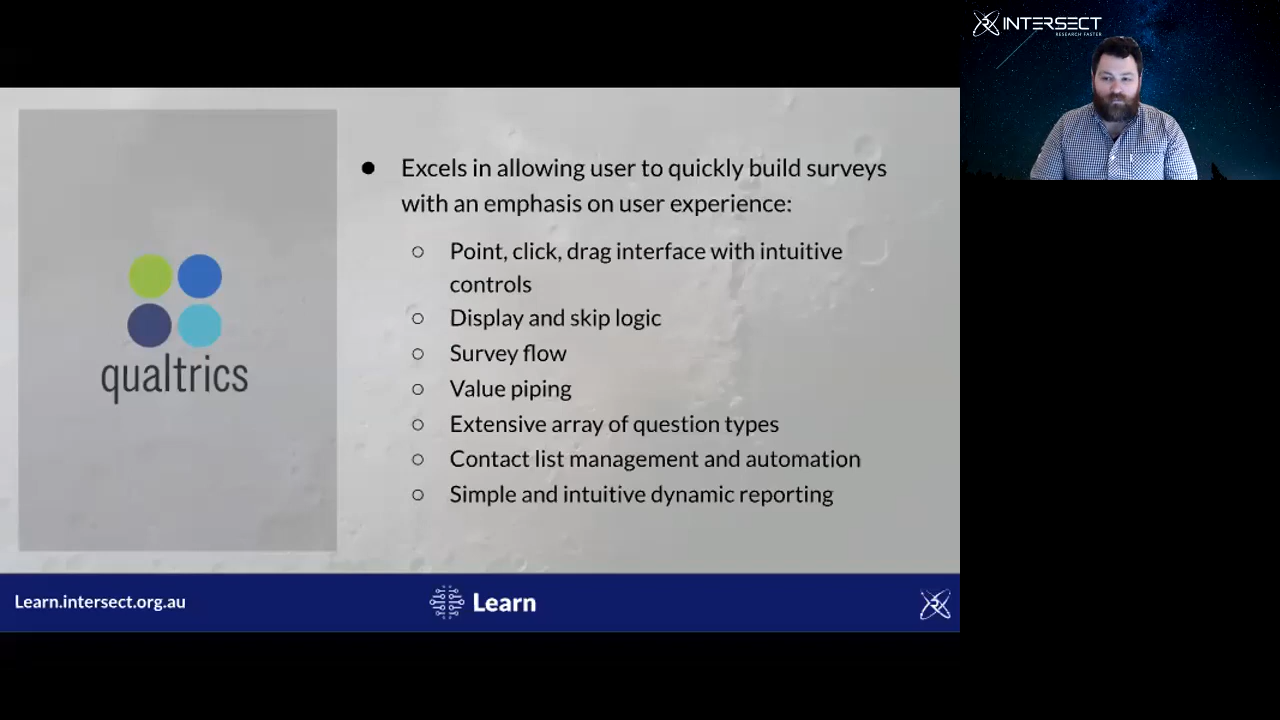 INTERSECT
RESEARCH FASTER
Excels in allowing user to quickly build surveys
with an emphasis on user experience:
Point, click, drag interface with intuitive
controls
Display and skip logic
Survey flow
Value piping
Extensive array of question types
Contact list management and automation
Simple and intuitive dynamic reporting
qualtrics
Learn.intersect.org.au
Learn